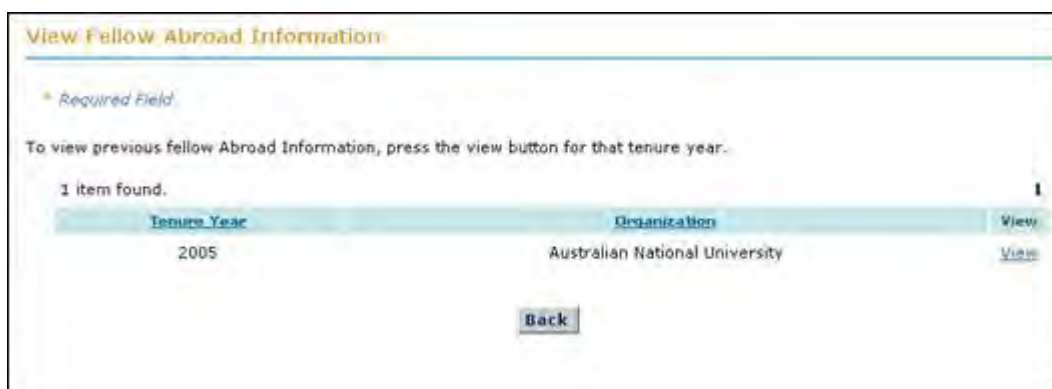 View Fellow Abroad Information
* Required Field
To view previous fellow Abroad Information, press the view button for that tenure year.
1 item found. 1
Tenure Year Organization View
2005 Australian National University View
Back